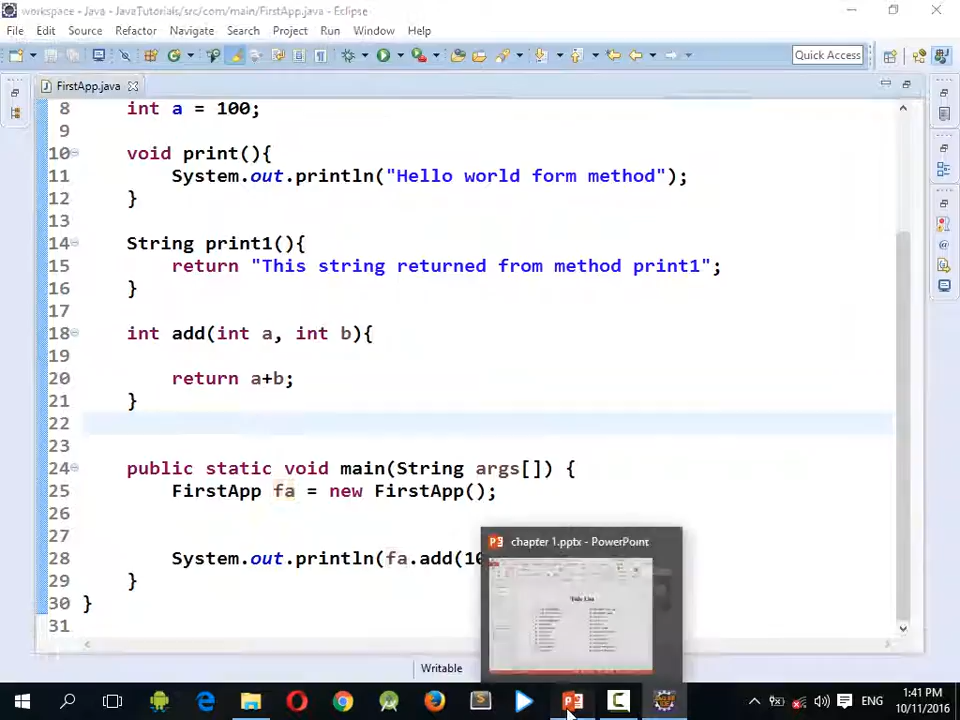 workspace - Java - JavaTutorials/src/com/main/FirstApp.java - Eclipse
File Edit Source Refactor Navigate Search Project Run Window Help
Quick Access
FirstApp.java
8 int a = 100;
9
10 void print(){
11 System.out.println("Hello world form method");
12 }
13
14 String print1(){
15 return "This string returned from method print1";
16 }
17
18 int add(int a, int b){
19
20 return a+b;
21 }
22
23
24 public static void main(String args[]) {
25 FirstApp fa = new FirstApp();
26
27
28 System.out.println(fa.add(10
29 }
30 }
31
chapter 1.pptx - PowerPoint
Title List
Writable
ENG
1:41 PM
10/11/2016